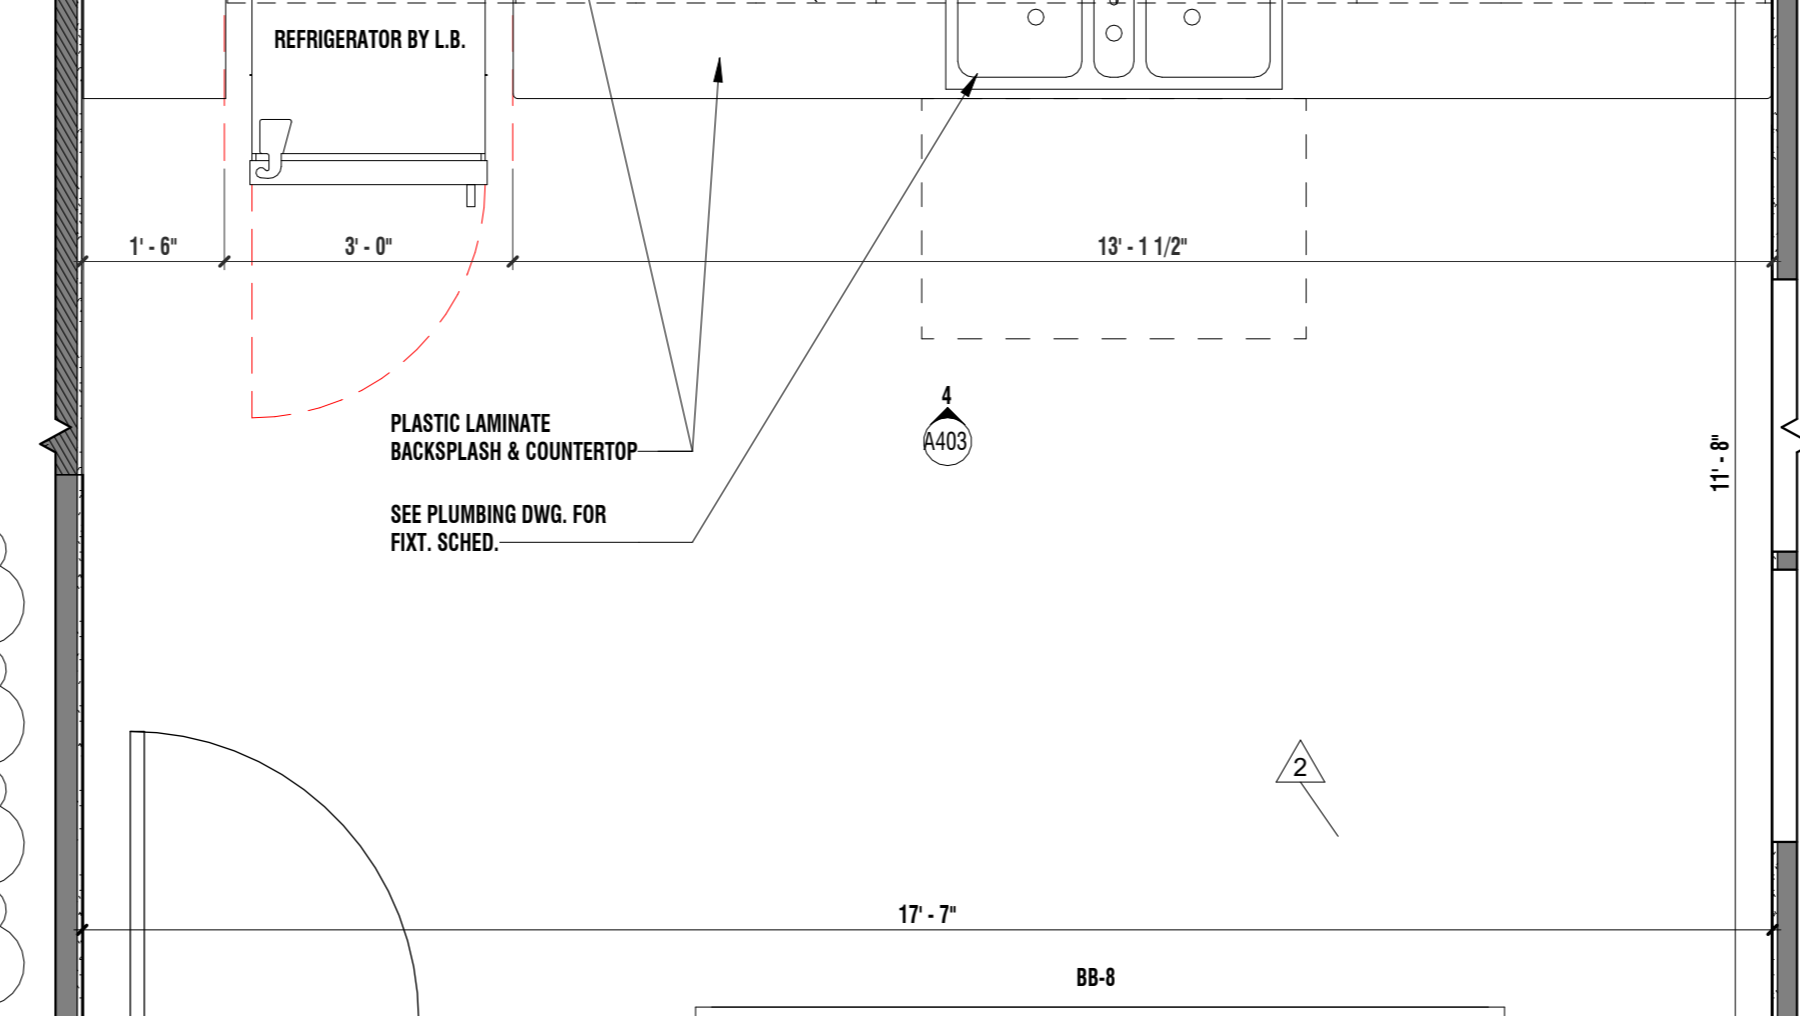 REFRIGERATOR BY L.B.
1' - 6"
3' - 0"
13' - 1 1/2"
4
A403
PLASTIC LAMINATE
BACKSPLASH & COUNTERTOP
11' - 8"
SEE PLUMBING DWG. FOR
FIXT. SCHED.
2
17' - 7"
BB-8